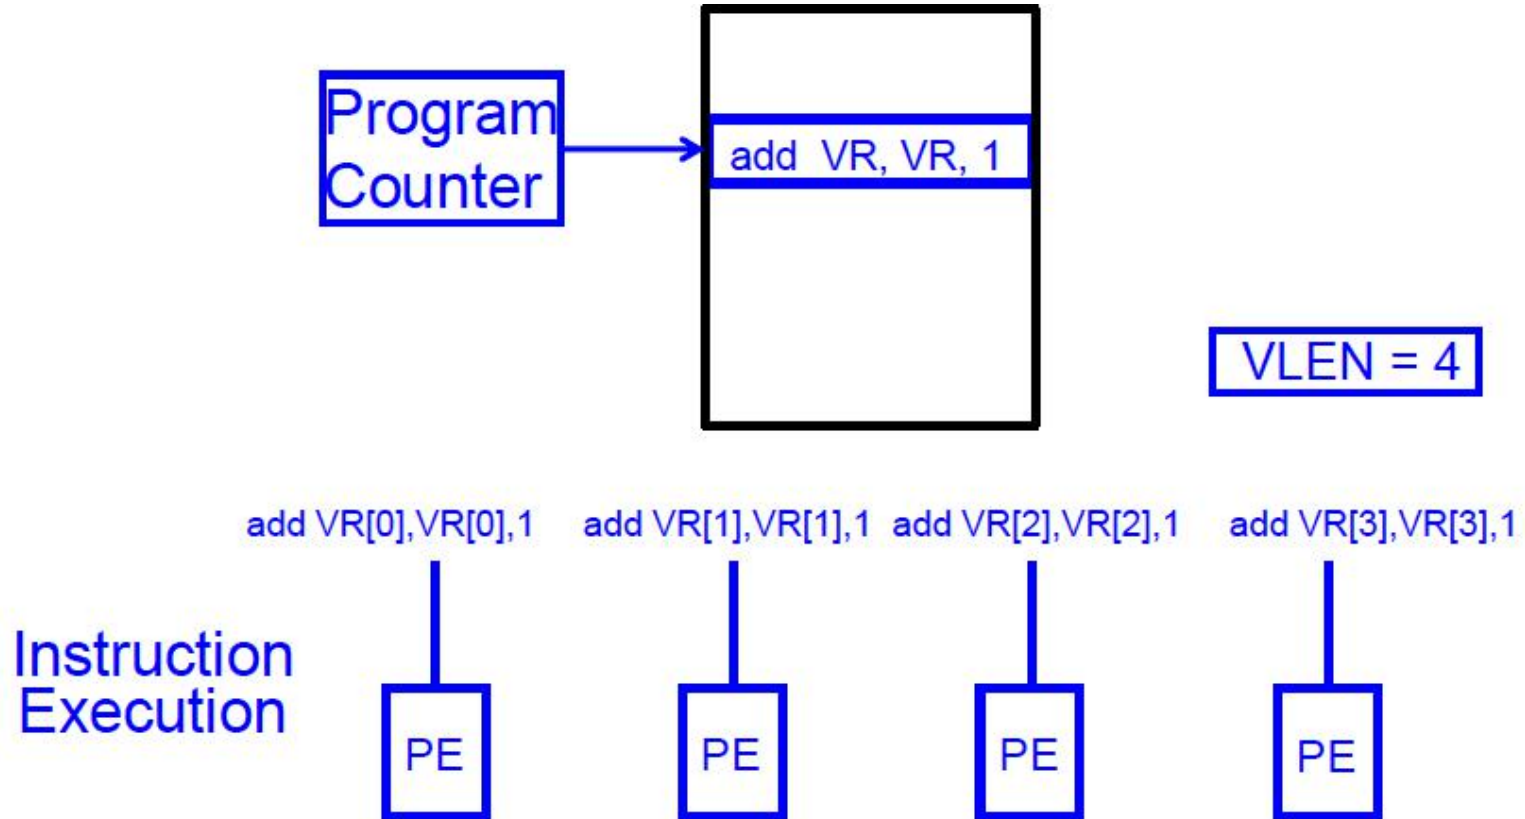 Program
Counter
add VR, VR, 1
VLEN = 4
add VR[0],VR[0],1
add VR[1],VR[1],1
add VR[2],VR[2],1
add VR[3],VR[3],1
Instruction
Execution
PE
PE
PE
PE